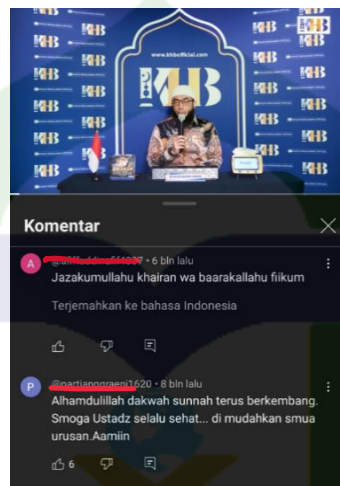 www.khbofficial.com
KHB
Komentar
• 6 bln lalu
Jazakumullahu khairan wa baarakallahu fiikum
Terjemahkan ke bahasa Indonesia
1620 • 8 bln lalu
Alhamdulillah dakwah sunnah terus berkembang.
Smoga Ustadz selalu sehat... di mudahkan smua
urusan.Aamiin
6